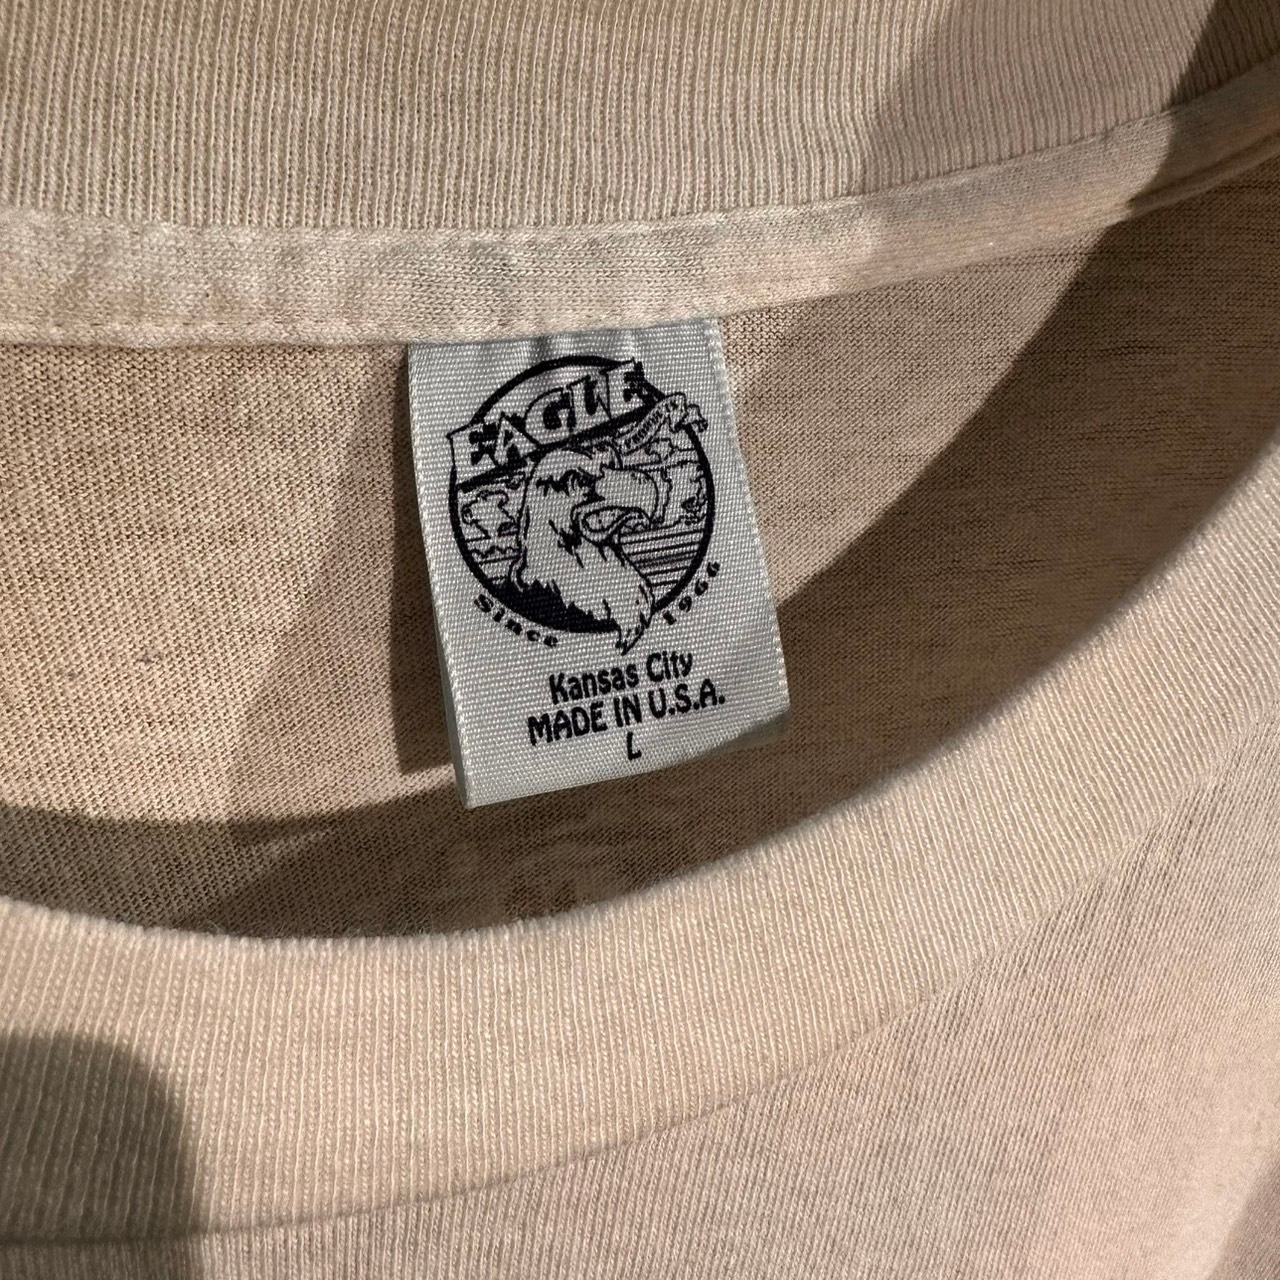 EAGLE
Since 1966
Kansas City
MADE IN U.S.A.
L